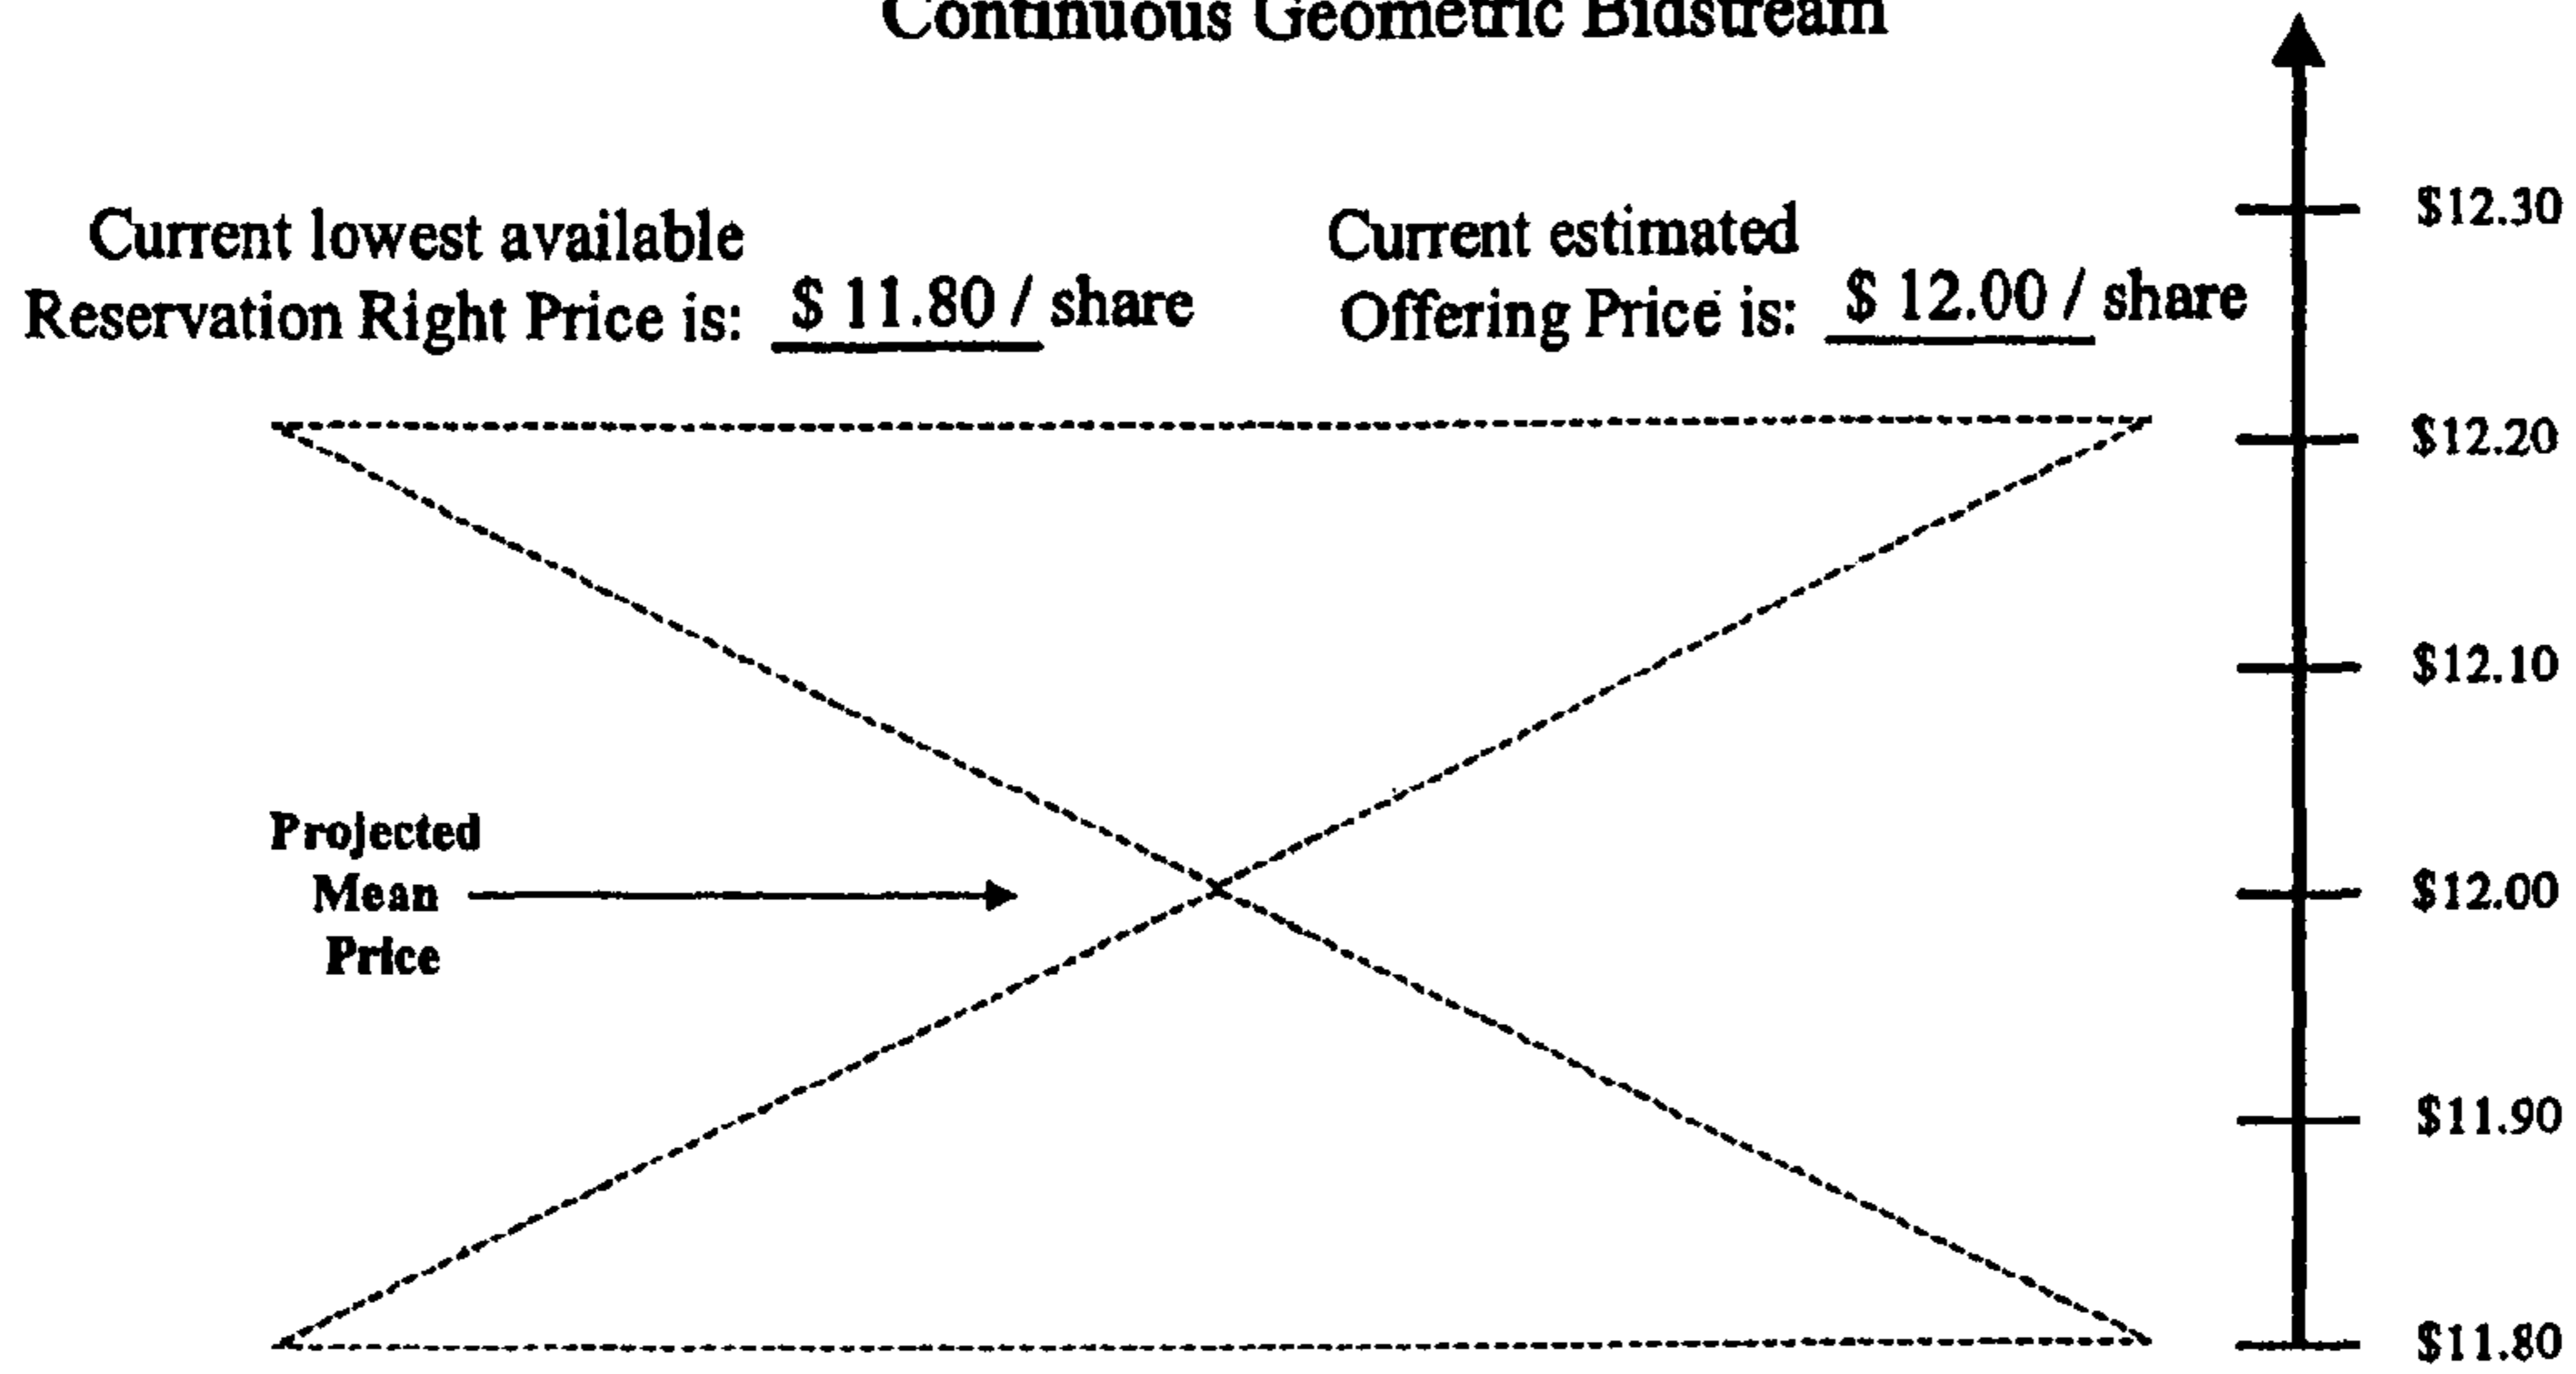 Continuous Geometric Bidstream
Current lowest available
Reservation Right Price is: $ 11.80 / share
Current estimated
Offering Price is: $ 12.00 / share
$12.30
$12.20
$12.10
Projected
Mean
Price
$12.00
$11.90
$11.80